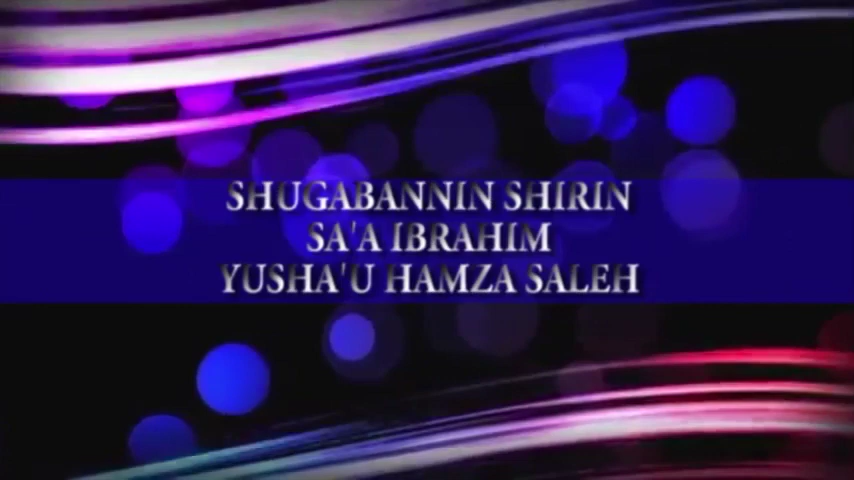 SHUGABANNIN SHIRIN
SA'A IBRAHIM
YUSHA'U HAMZA SALEH